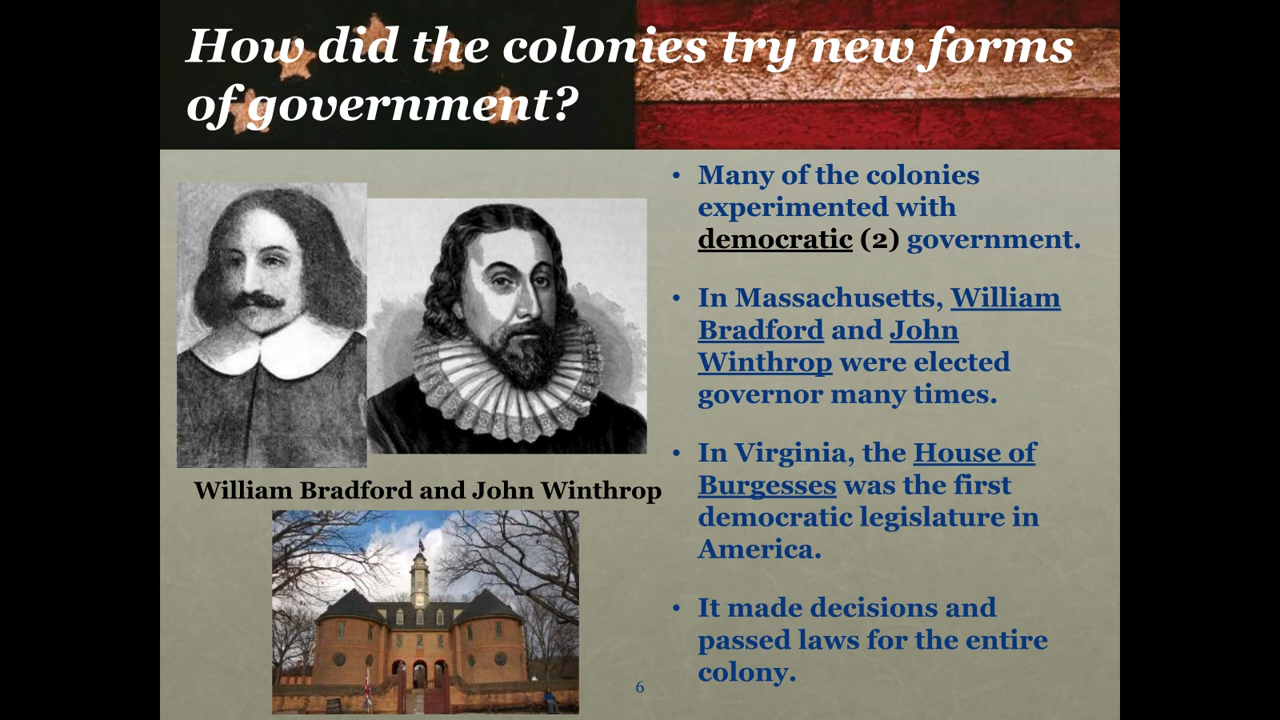 How did the colonies try new forms
of government?
• Many of the colonies
experimented with
democratic (2) government.
• In Massachusetts, William
Bradford and John
Winthrop were elected
governor many times.
• In Virginia, the House of
Burgesses was the first
democratic legislature in
America.
• It made decisions and
passed laws for the entire
colony.
William Bradford and John Winthrop
6